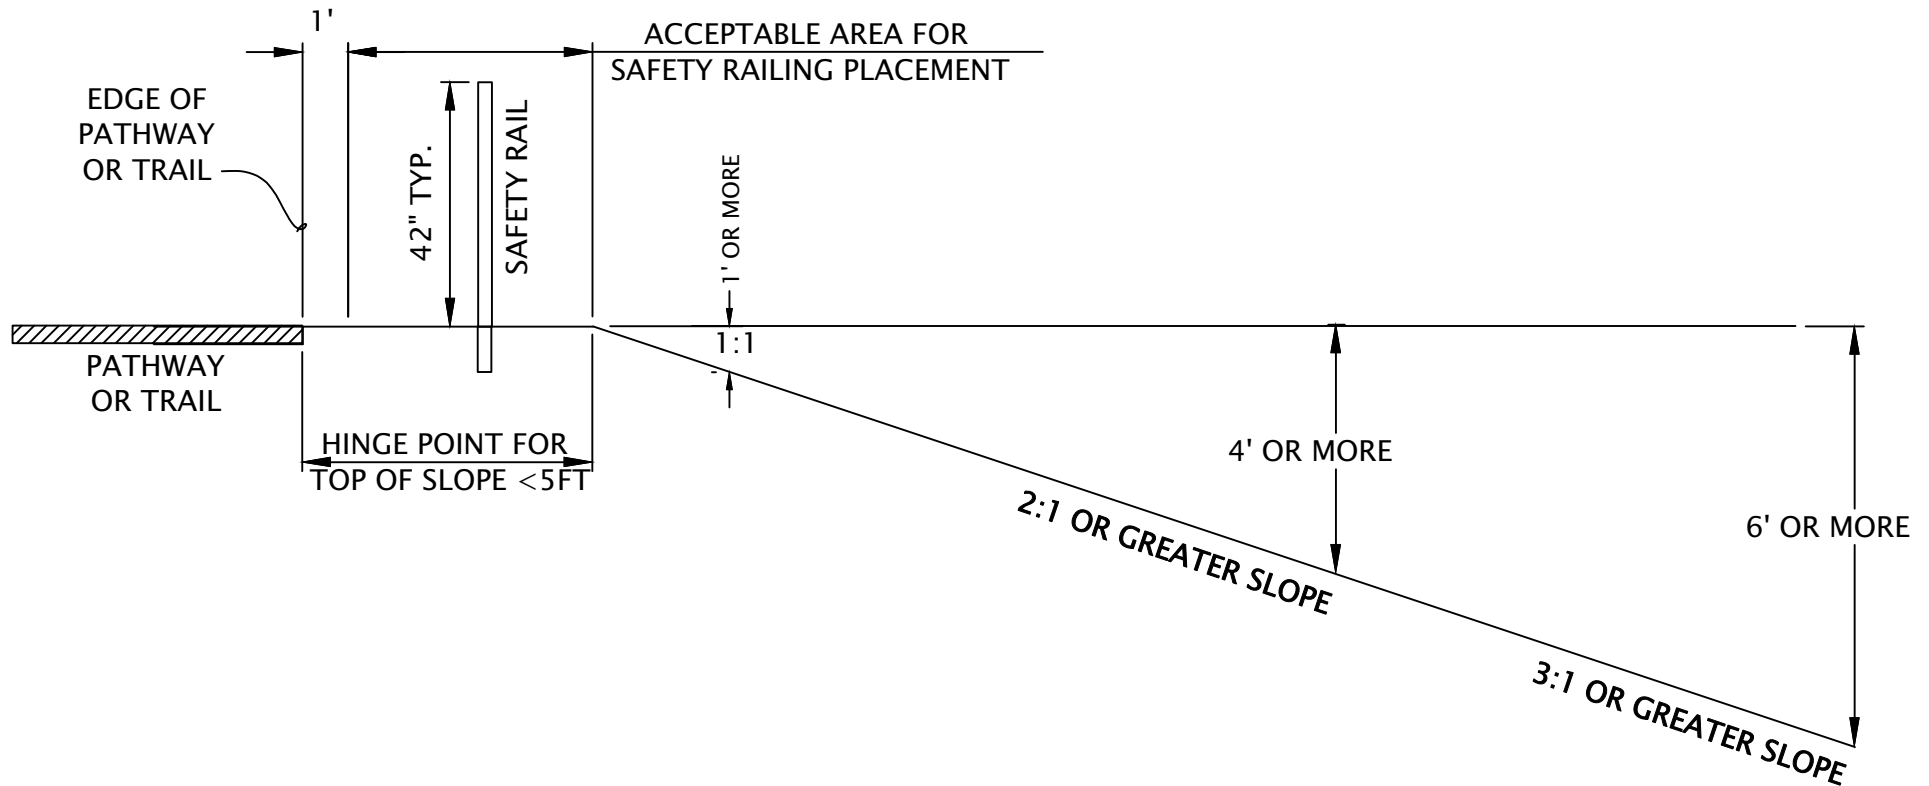 1'
ACCEPTABLE AREA FOR
SAFETY RAILING PLACEMENT
EDGE OF
PATHWAY
OR TRAIL
42" TYP.
SAFETY RAIL
1' OR MORE
1:1
PATHWAY
OR TRAIL
HINGE POINT FOR
TOP OF SLOPE <5FT
4' OR MORE
2:1 OR GREATER SLOPE
6' OR MORE
3:1 OR GREATER SLOPE